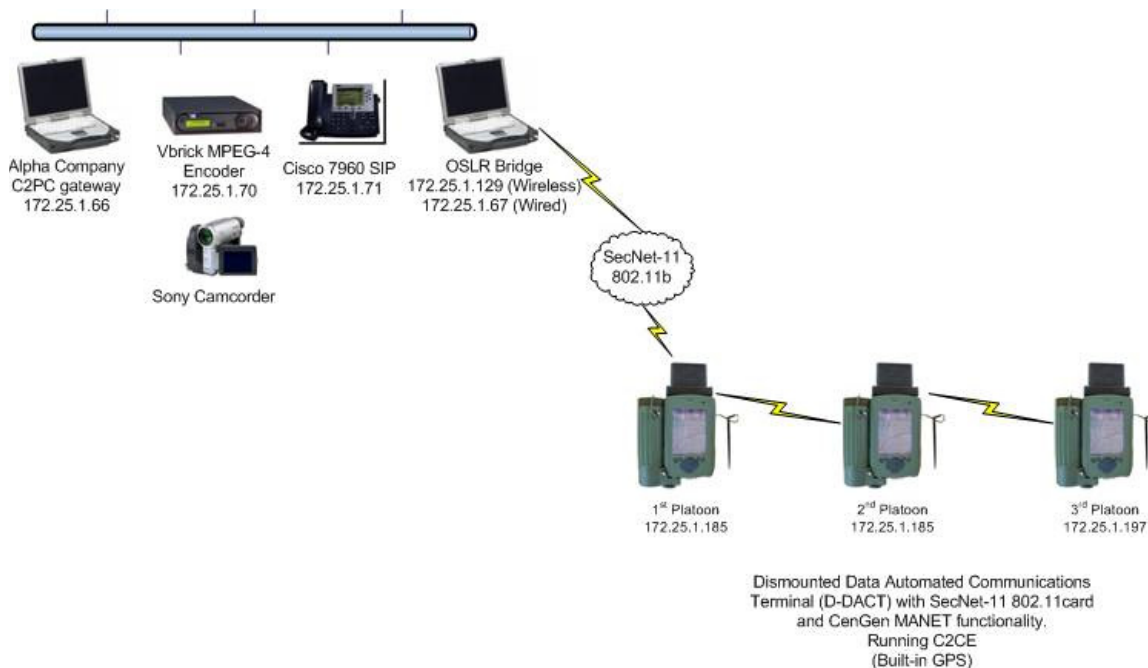 Alpha Company
C2PC gateway
172.25.1.66
Vbrick MPEG-4
Encoder
172.25.1.70
Cisco 7960 SIP
172.25.1.71
OSLR Bridge
172.25.1.129 (Wireless)
172.25.1.67 (Wired)
Sony Camcorder
SecNet-11
802.11b
1st Platoon
172.25.1.185
2nd Platoon
172.25.1.185
3rd Platoon
172.25.1.197
Dismounted Data Automated Communications
Terminal (D-DACT) with SecNet-11 802.11card
and CenGen MANET functionality.
Running C2CE
(Built-in GPS)